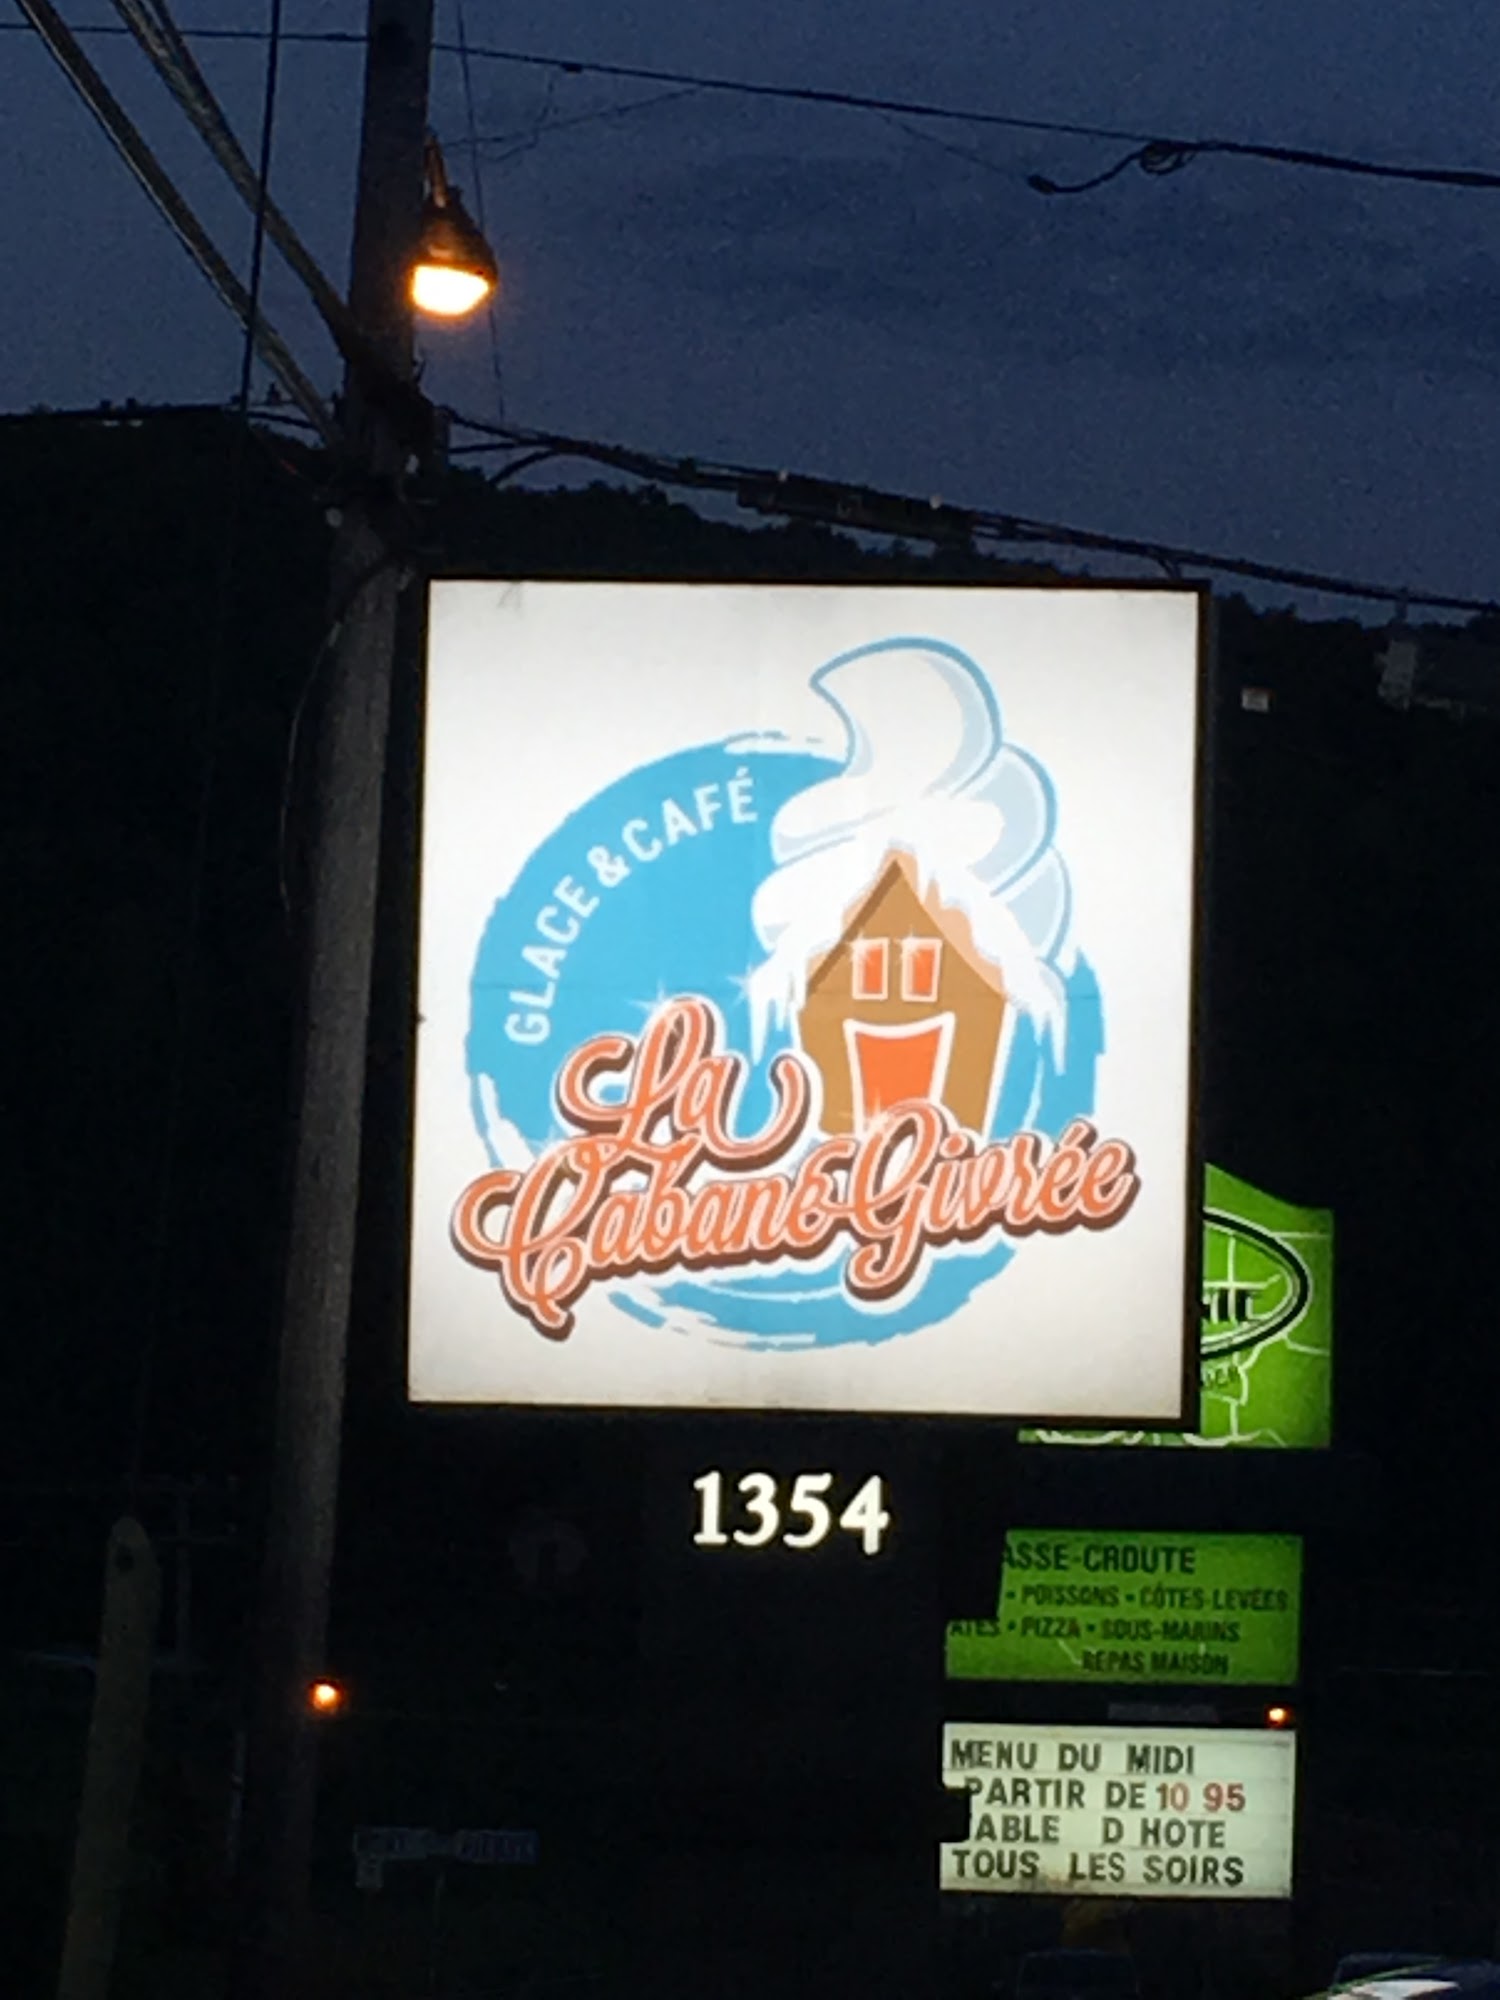 GLACE & CAFÉ
La
Cabane Givrée
1354
ASSE-CROUTE
• POISSONS • CÔTES-LEVÉES
ATES • PIZZA • SOUS-MARINS
REPAS MAISON
MENU DU MIDI
PARTIR DE 10 95
ABLE D HOTE
TOUS LES SOIRS